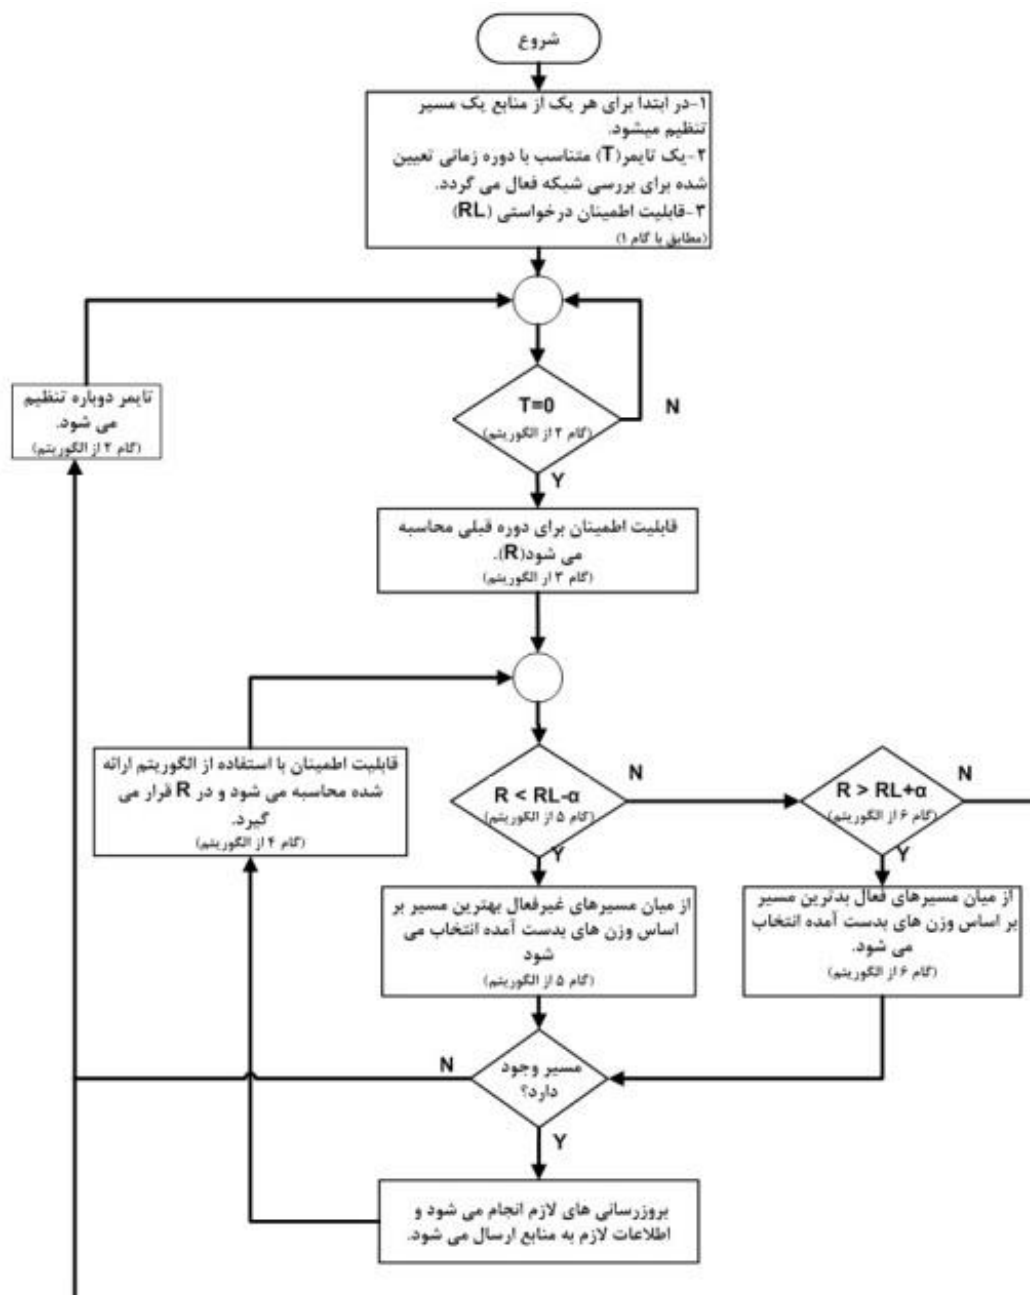 شروع
۱-در ابتدا برای هر یک از منابع یک مسیر
تنظیم میشود.
۲-یک تایمر(T) متناسب با دوره زمانی تعیین
شده برای بررسی شبکه فعال می گردد.
۳-قابلیت اطمینان درخواستی (RL)
(مطابق با گام ۱)
تایمر دوباره تنظیم
می شود.
(گام ۲ از الگوریتم)
T=0
(گام ۲ از الگوریتم)
N
Y
قابلیت اطمینان برای دوره قبلی محاسبه
می شود(R).
(گام ۳ از الگوریتم)
قابلیت اطمینان با استفاده از الگوریتم ارائه
شده محاسبه می شود و در R قرار می
گیرد.
(گام ۴ از الگوریتم)
R < RL-α
(گام ۵ از الگوریتم)
N
Y
R > RL+α
(گام ۶ از الگوریتم)
N
Y
از میان مسیرهای غیرفعال بهترین مسیر بر
اساس وزن های بدست آمده انتخاب می
شود
(گام ۵ از الگوریتم)
از میان مسیرهای فعال بدترین مسیر
بر اساس وزن های بدست آمده انتخاب
می شود.
(گام ۶ از الگوریتم)
مسیر وجود
دارد؟
N
Y
بروزرسانی های لازم انجام می شود و
اطلاعات لازم به منابع ارسال می شود.